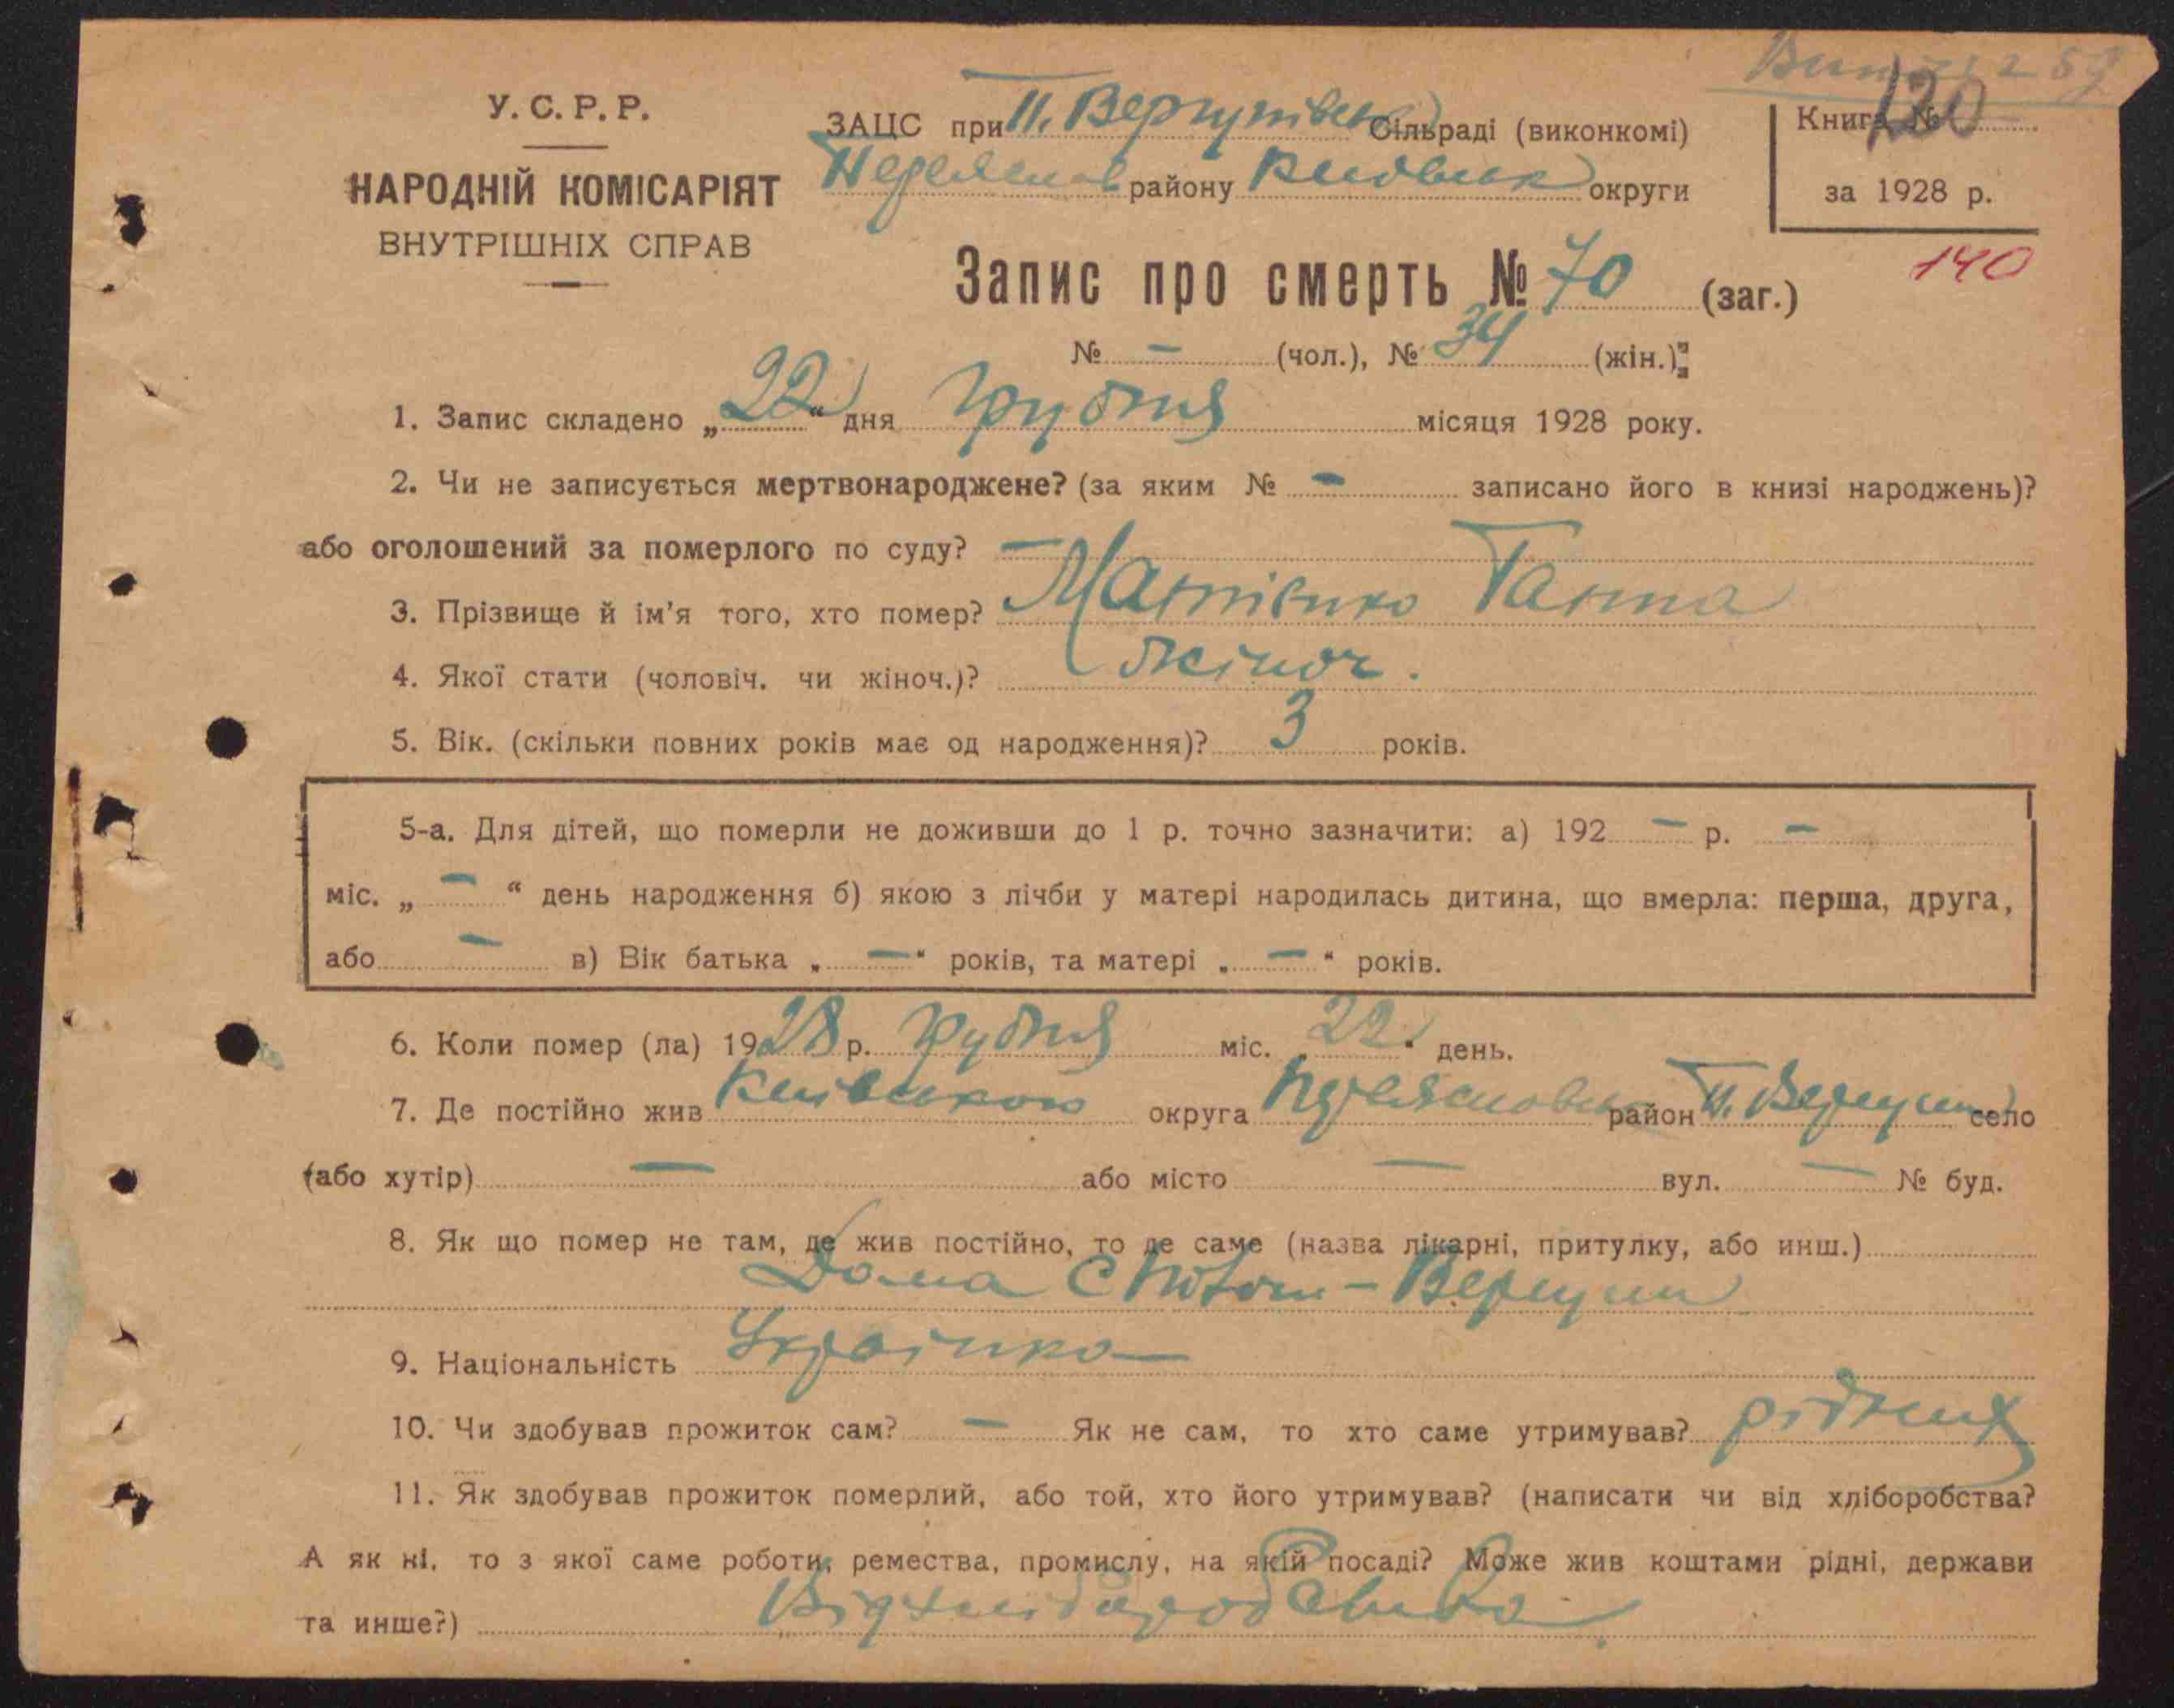 У. С. Р. Р.
НАРОДНІЙ КОМІСАРІЯТ
ВНУТРІШНІХ СПРАВ
ЗАЦС при П. Вергунівській Сільраді (виконкомі)
району округи
Книга № 120
за 1928 р.
140
Запис про смерть № 70 (заг.)
№ — (чол.), № 34 (жін.);
1. Запис складено „22“ дня Грудня місяця 1928 року.
2. Чи не записується мертвонароджене? (за яким № — записано його в книзі народжень)?
або оголошений за померлого по суду? —
3. Прізвище й ім'я того, хто помер? Матієнко Ганна
4. Якої стати (чоловіч. чи жіноч.)? жіноч.
5. Вік. (скільки повних років має од народження)? 3 років.
5-а. Для дітей, що померли не доживши до 1 р. точно зазначити: а) 192 — р. —
міс. „ — “ день народження б) якою з лічби у матері народилась дитина, що вмерла: перша, друга,
або — в) Вік батька „ — “ років, та матері „ — “ років.
6. Коли помер (ла) 1928 р. Грудня міс. „22“ день.
7. Де постійно жив Київською округа район П. Вергуни село
(або хутір) — або місто — вул. — № буд.
8. Як що помер не там, де жив постійно, то де саме (назва лікарні, притулку, або инш.)
Дома с Вергуни
9. Національність Українка
10. Чи здобував прожиток сам? — Як не сам, то хто саме утримував? рідних
11. Як здобував прожиток померлий, або той, хто його утримував? (написати чи від хліборобства?
А як ні, то з якої саме роботи, ремества, промислу, на якій посаді? Може жив коштами рідні, держави
та инше?) Від хліборобства